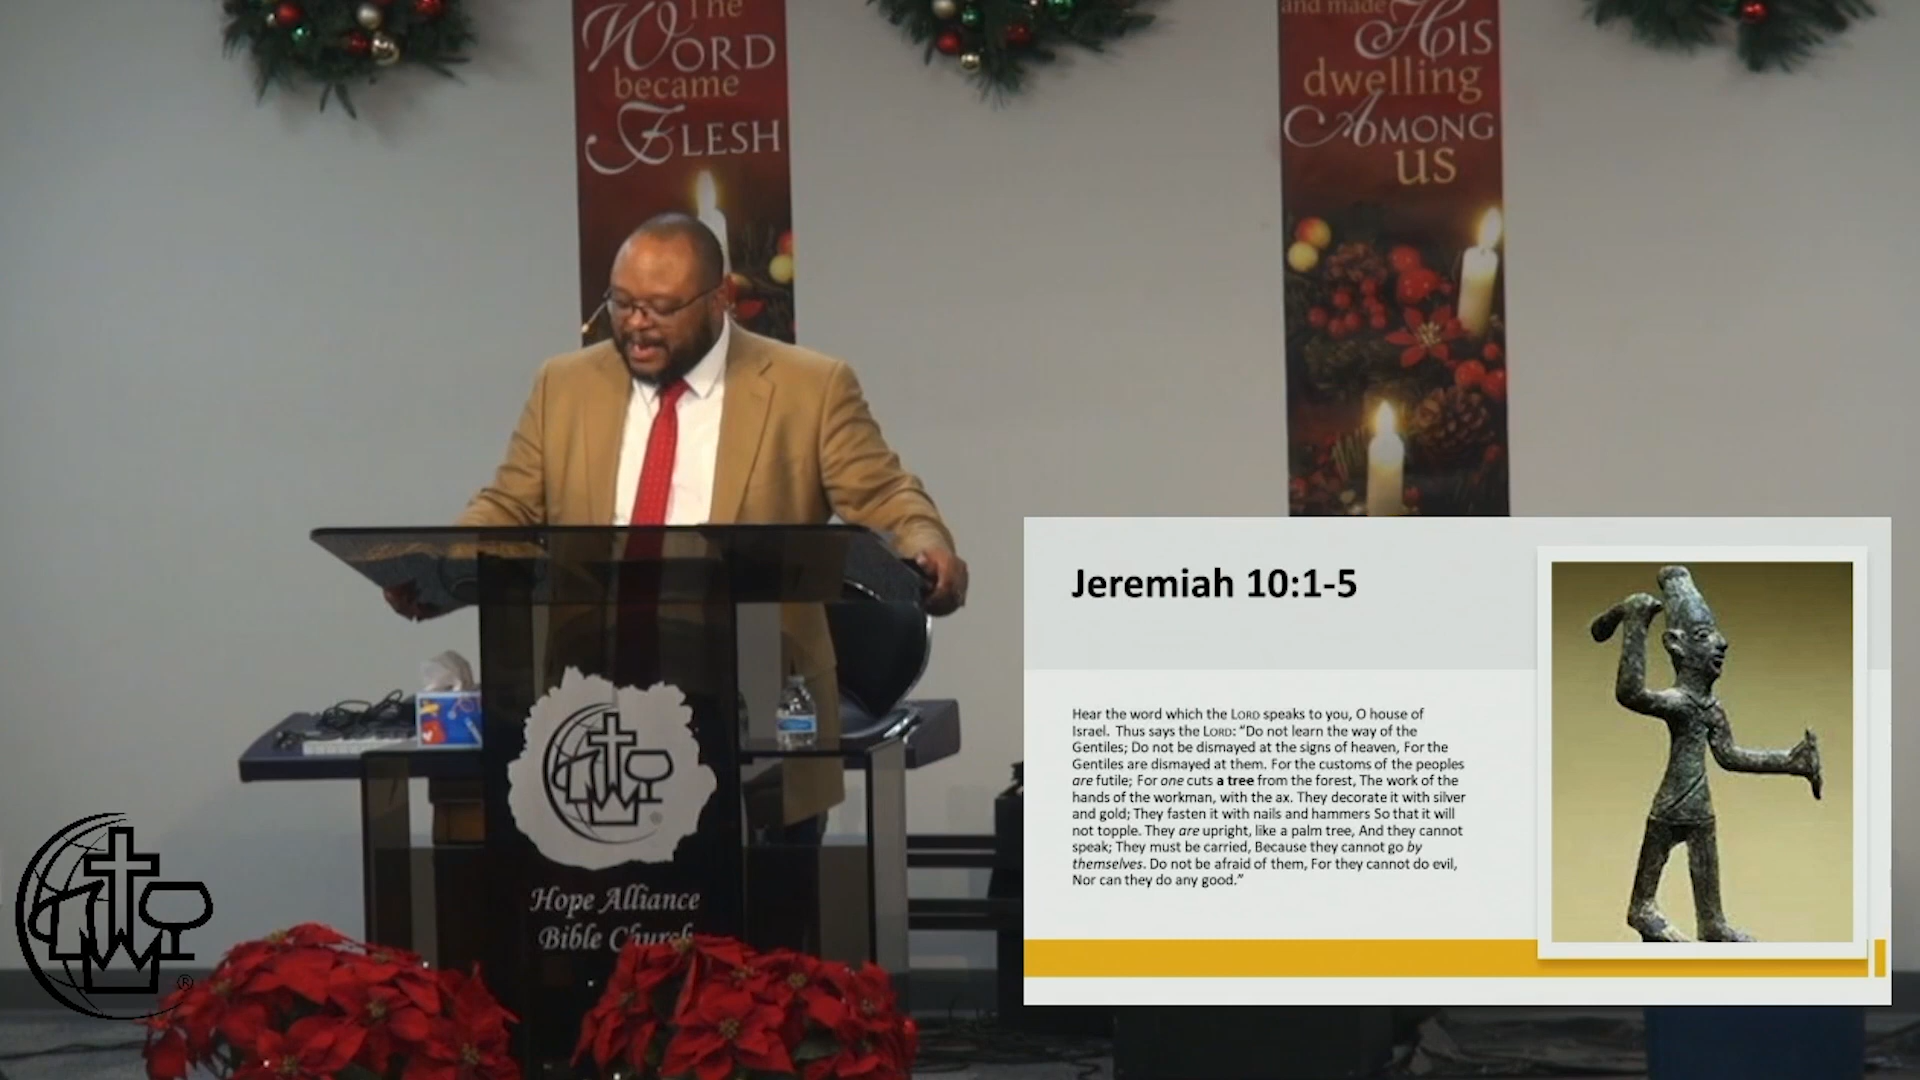 The
WORD
became
FLESH
and made HIS
dwelling
AMONG
us
Jeremiah 10:1-5
Hear the word which the LORD speaks to you, O house of
Israel. Thus says the LORD: “Do not learn the way of the
Gentiles; Do not be dismayed at the signs of heaven, For the
Gentiles are dismayed at them. For the customs of the peoples
are futile; For one cuts a tree from the forest, The work of the
hands of the workman, with the ax. They decorate it with silver
and gold; They fasten it with nails and hammers So that it will
not topple. They are upright, like a palm tree, And they cannot
speak; They must be carried, Because they cannot go by
themselves. Do not be afraid of them, For they cannot do evil,
Nor can they do any good.”
Hope Alliance
Bible Church
®
®